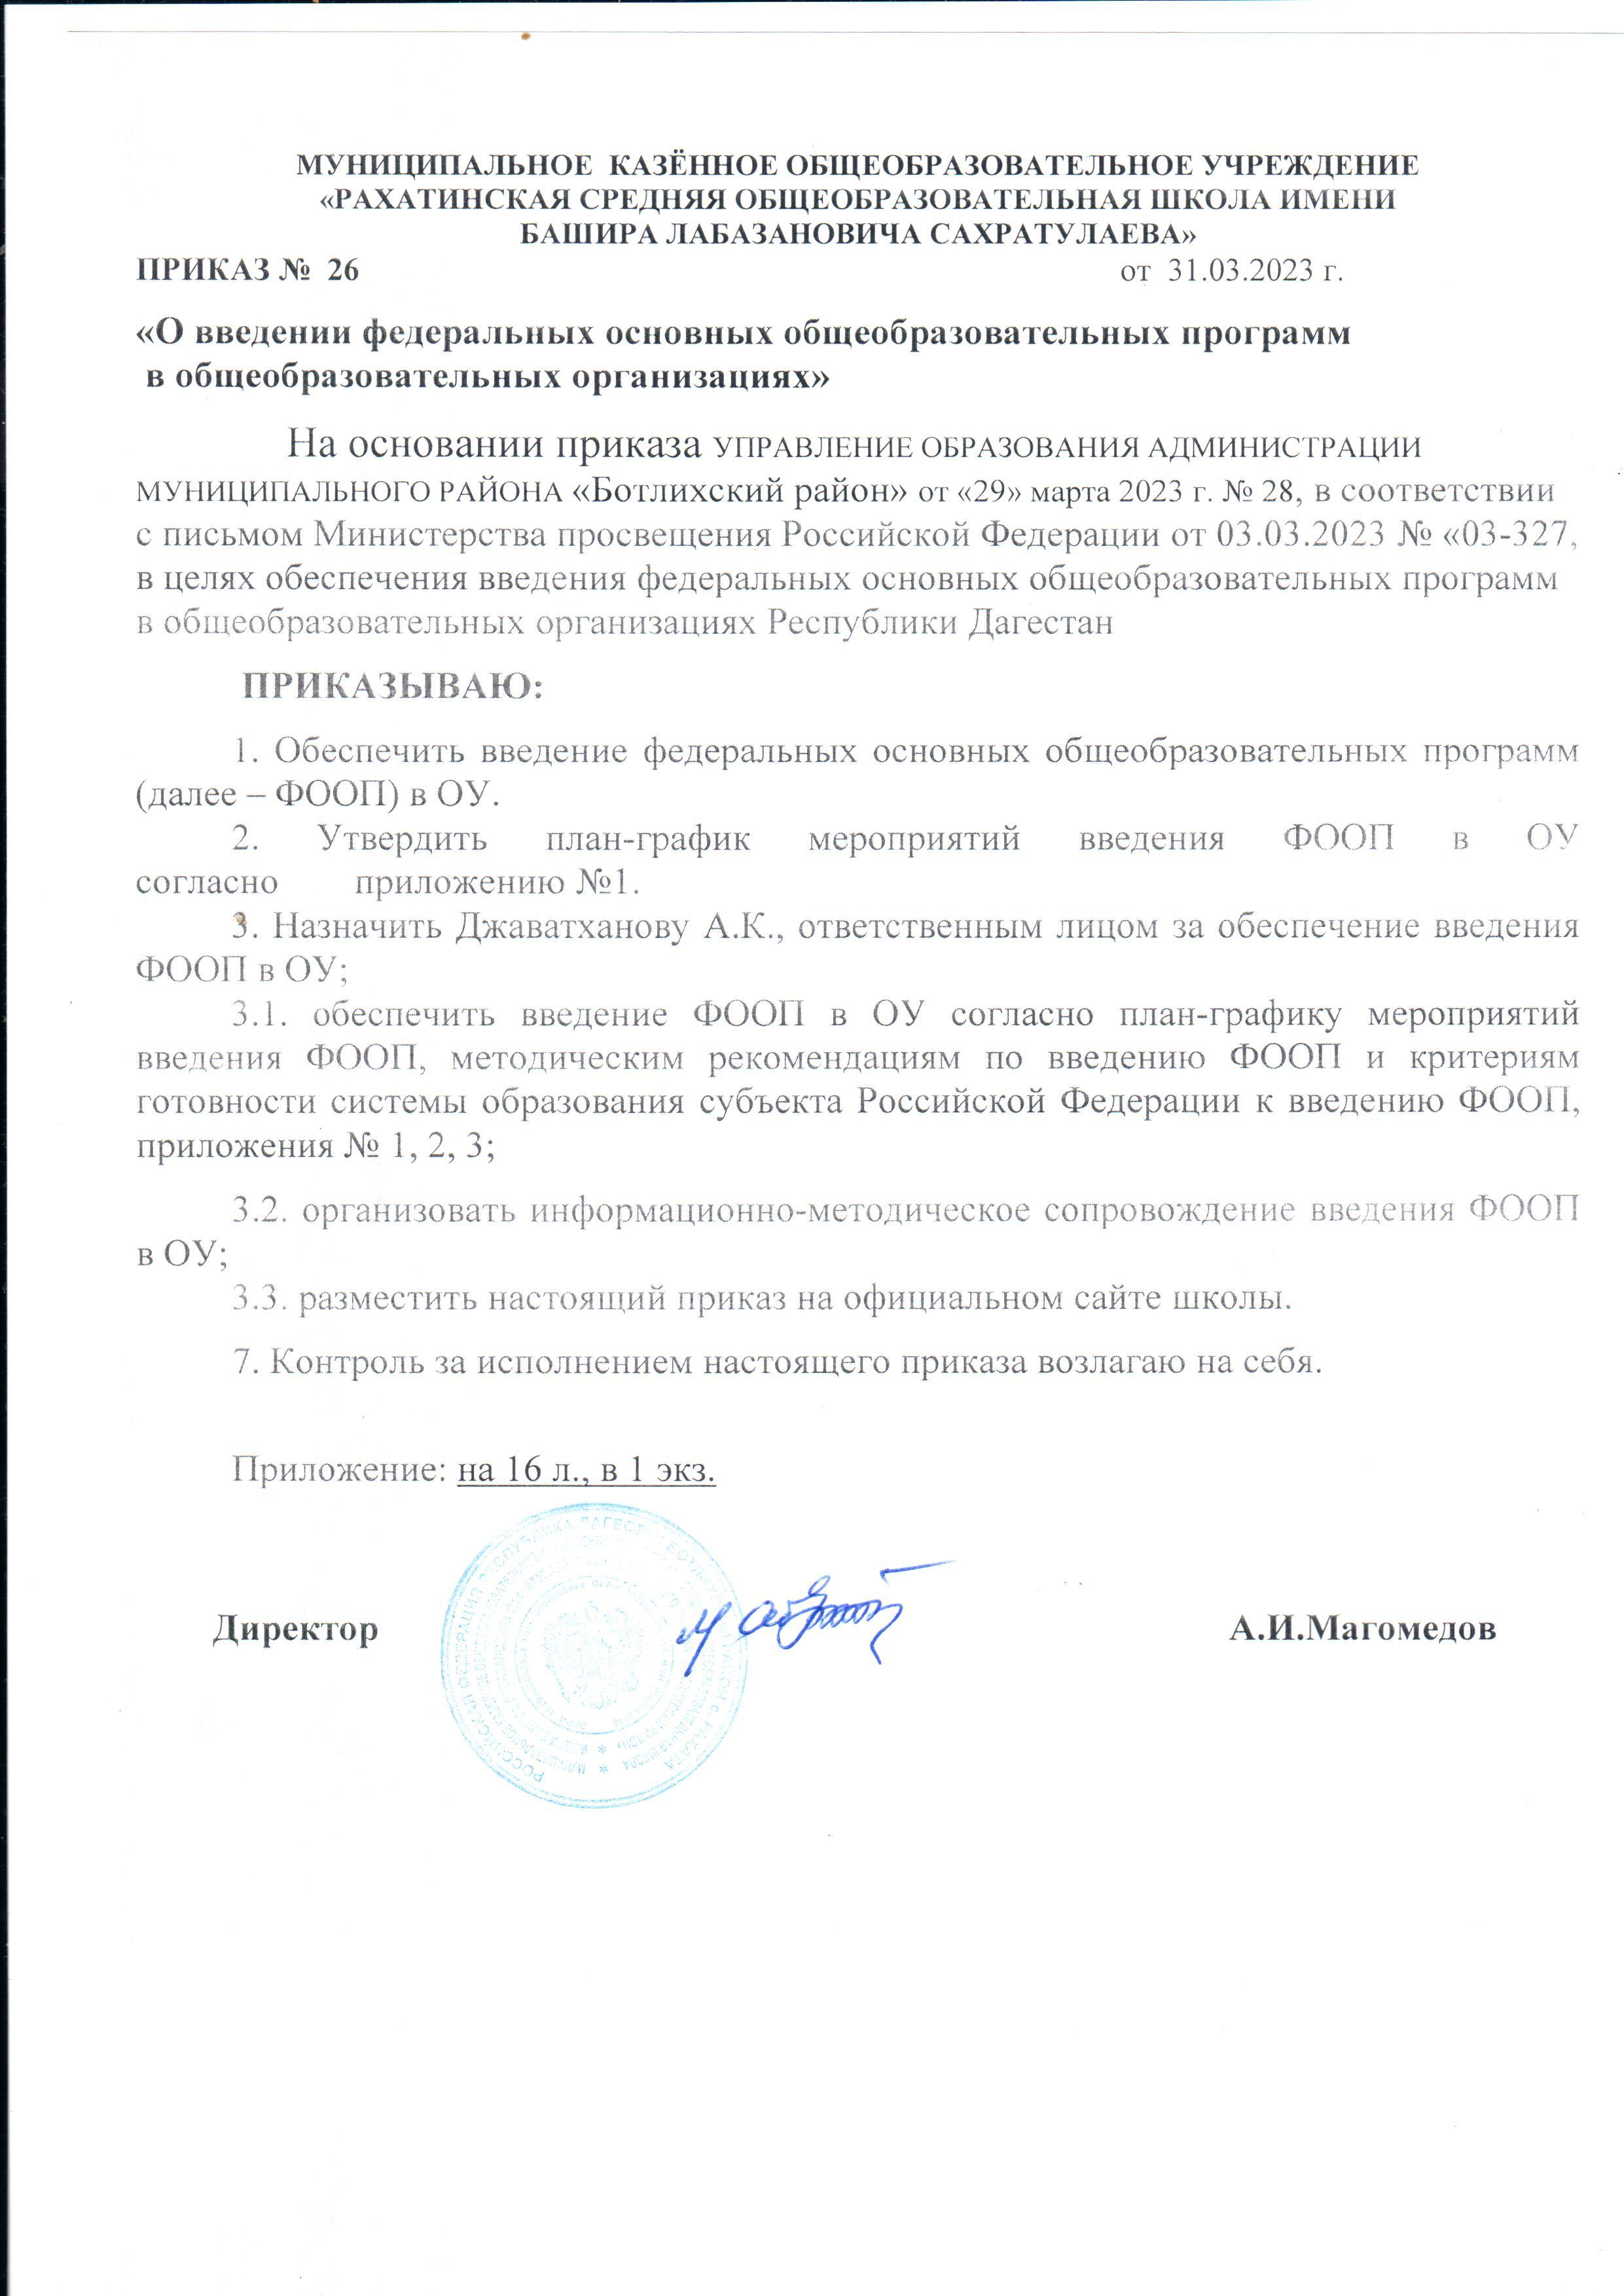 МУНИЦИПАЛЬНОЕ КАЗЁННОЕ ОБЩЕОБРАЗОВАТЕЛЬНОЕ УЧРЕЖДЕНИЕ
«РАХАТИНСКАЯ СРЕДНЯЯ ОБЩЕОБРАЗОВАТЕЛЬНАЯ ШКОЛА ИМЕНИ
БАШИРА ЛАБАЗАНОВИЧА САХРАТУЛАЕВА»
ПРИКАЗ № 26 от 31.03.2023 г.
«О введении федеральных основных общеобразовательных программ
в общеобразовательных организациях»
На основании приказа УПРАВЛЕНИЕ ОБРАЗОВАНИЯ АДМИНИСТРАЦИИ
МУНИЦИПАЛЬНОГО РАЙОНА «Ботлихский район» от «29» марта 2023 г. № 28, в соответствии
с письмом Министерства просвещения Российской Федерации от 03.03.2023 № «03-327,
в целях обеспечения введения федеральных основных общеобразовательных программ
в общеобразовательных организациях Республики Дагестан
ПРИКАЗЫВАЮ:
1. Обеспечить введение федеральных основных общеобразовательных программ
(далее – ФООП) в ОУ.
2. Утвердить план-график мероприятий введения ФООП в ОУ
согласно приложению №1.
3. Назначить Джаватханову А.К., ответственным лицом за обеспечение введения
ФООП в ОУ;
3.1. обеспечить введение ФООП в ОУ согласно план-графику мероприятий
введения ФООП, методическим рекомендациям по введению ФООП и критериям
готовности системы образования субъекта Российской Федерации к введению ФООП,
приложения № 1, 2, 3;
3.2. организовать информационно-методическое сопровождение введения ФООП
в ОУ;
3.3. разместить настоящий приказ на официальном сайте школы.
7. Контроль за исполнением настоящего приказа возлагаю на себя.
Приложение: на 16 л., в 1 экз.
Директор А.И.Магомедов